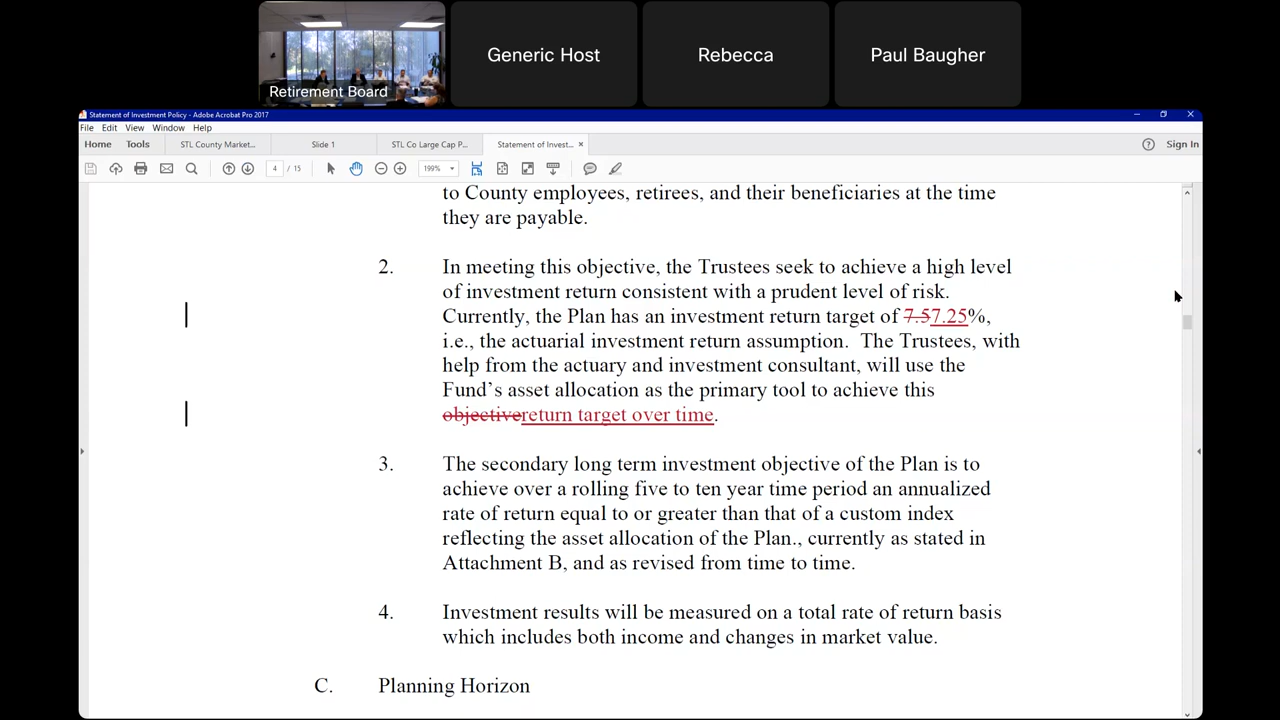 Generic Host
Rebecca
Paul Baugher
Retirement Board
Statement of Investment Policy - Adobe Acrobat Pro 2017
File Edit View Window Help
Home Tools STL County Market... Slide 1 STL Co Large Cap P... Statement of Invest... × Sign In
4 / 15 199%
to County employees, retirees, and their beneficiaries at the time
they are payable.
2. In meeting this objective, the Trustees seek to achieve a high level
of investment return consistent with a prudent level of risk.
Currently, the Plan has an investment return target of 7.57.25%,
i.e., the actuarial investment return assumption. The Trustees, with
help from the actuary and investment consultant, will use the
Fund's asset allocation as the primary tool to achieve this
objectivereturn target over time.
3. The secondary long term investment objective of the Plan is to
achieve over a rolling five to ten year time period an annualized
rate of return equal to or greater than that of a custom index
reflecting the asset allocation of the Plan., currently as stated in
Attachment B, and as revised from time to time.
4. Investment results will be measured on a total rate of return basis
which includes both income and changes in market value.
C. Planning Horizon